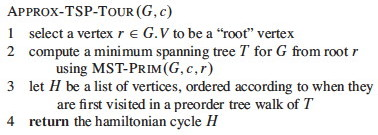 APPROX-TSP-TOUR(G, c)
1 select a vertex r ∈ G.V to be a “root” vertex
2 compute a minimum spanning tree T for G from root r
using MST-PRIM(G, c, r)
3 let H be a list of vertices, ordered according to when they
are first visited in a preorder tree walk of T
4 return the hamiltonian cycle H